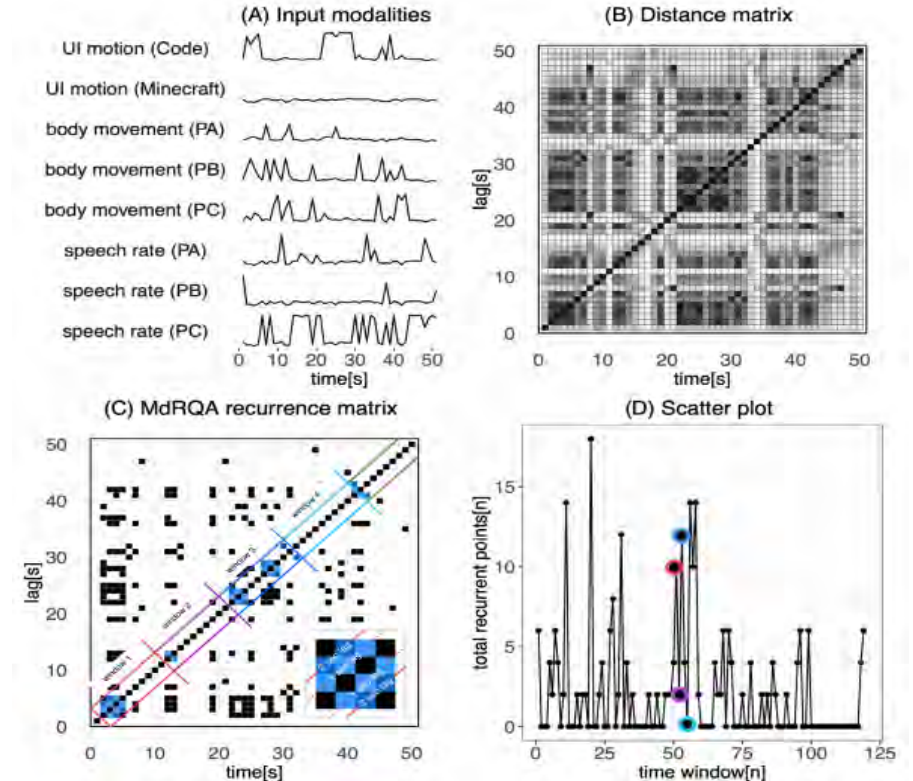 (A) Input modalities
UI motion (Code)
UI motion (Minecraft)
body movement (PA)
body movement (PB)
body movement (PC)
speech rate (PA)
speech rate (PB)
speech rate (PC)
0 10 20 30 40 50
time[s]
(B) Distance matrix
50
40
30
20
10
0
lag[s]
0 10 20 30 40 50
time[s]
(C) MdRQA recurrence matrix
50
40
30
20
10
0
lag[s]
window 1
window 2
window 3
window 4
0 10 20 30 40 50
time[s]
(D) Scatter plot
15
10
5
0
total recurrent points[n]
0 25 50 75 100 125
time window[n]